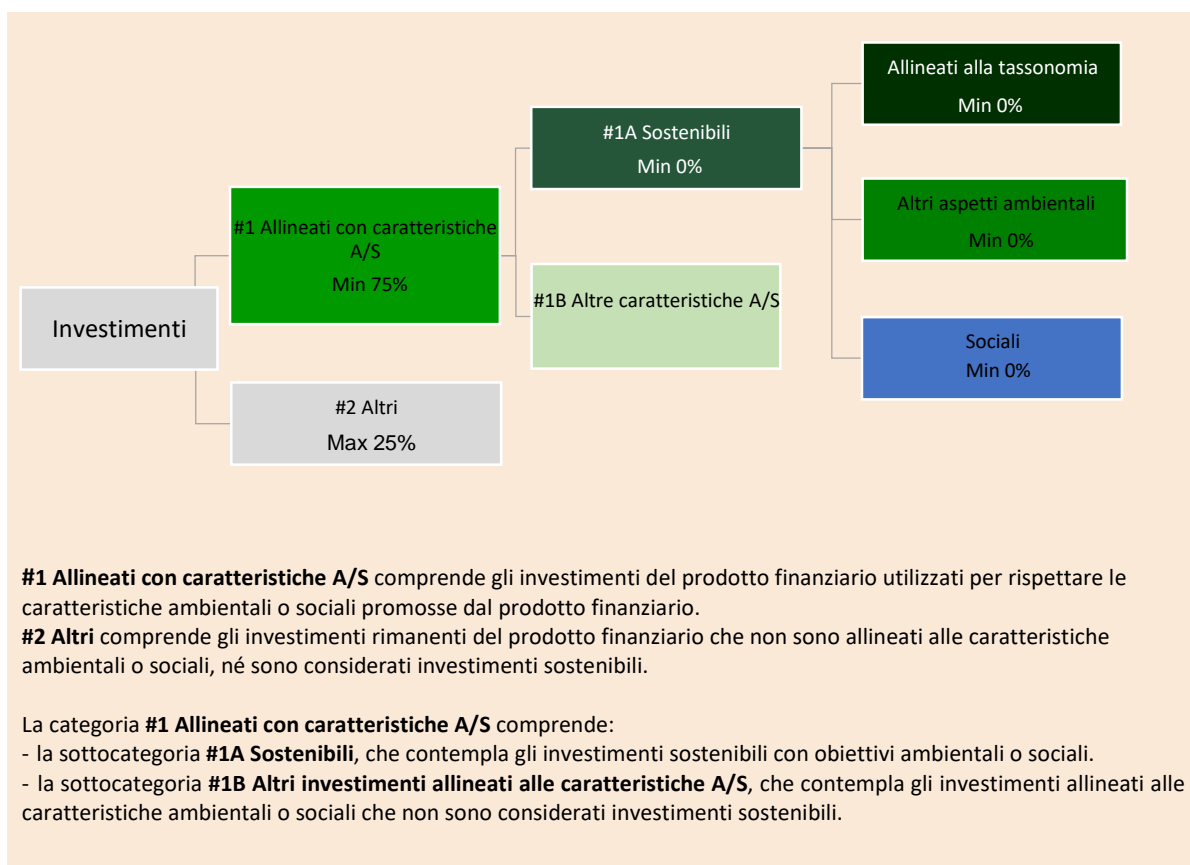 Allineati alla tassonomia
Min 0%
#1A Sostenibili
Min 0%
#1 Allineati con caratteristiche
A/S
Min 75%
Altri aspetti ambientali
Min 0%
#1B Altre caratteristiche A/S
Investimenti
Sociali
Min 0%
#2 Altri
Max 25%
#1 Allineati con caratteristiche A/S comprende gli investimenti del prodotto finanziario utilizzati per rispettare le
caratteristiche ambientali o sociali promosse dal prodotto finanziario.
#2 Altri comprende gli investimenti rimanenti del prodotto finanziario che non sono allineati alle caratteristiche
ambientali o sociali, né sono considerati investimenti sostenibili.
La categoria #1 Allineati con caratteristiche A/S comprende:
- la sottocategoria #1A Sostenibili, che contempla gli investimenti sostenibili con obiettivi ambientali o sociali.
- la sottocategoria #1B Altri investimenti allineati alle caratteristiche A/S, che contempla gli investimenti allineati alle
caratteristiche ambientali o sociali che non sono considerati investimenti sostenibili.